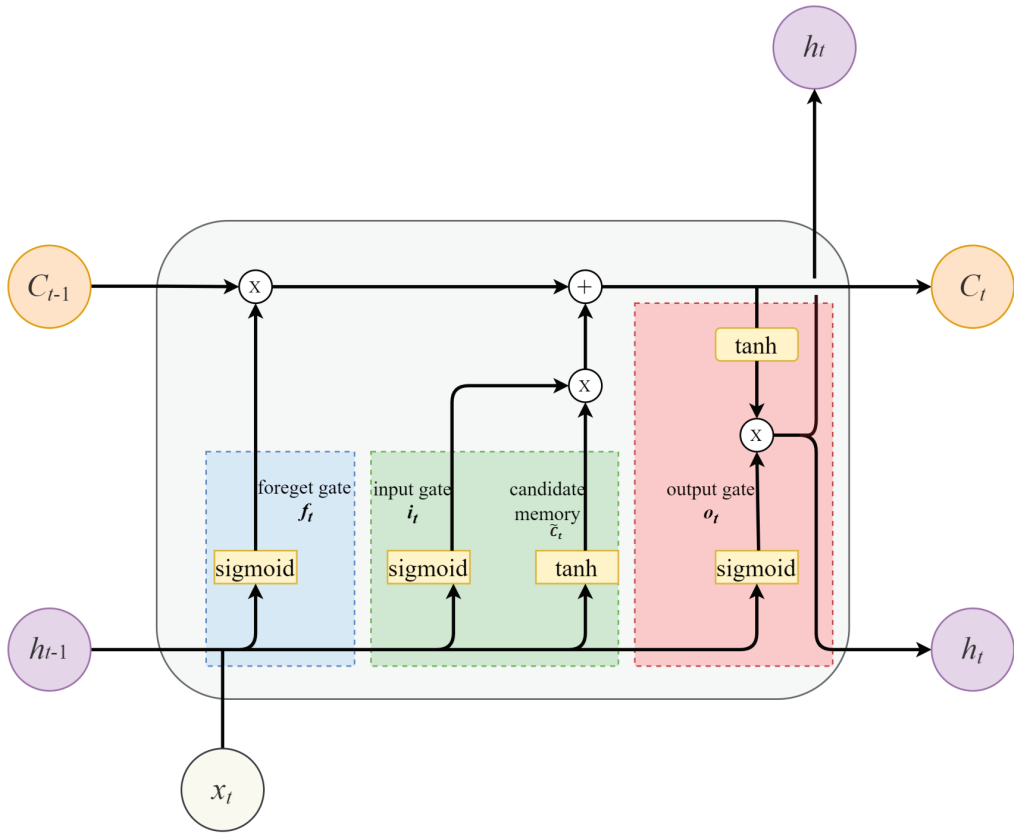 hₜ
Cₜ₋₁
X
+
Cₜ
tanh
X
X
foreget gate
fₜ
input gate
iₜ
candidate
memory
c̃ₜ
output gate
oₜ
sigmoid
sigmoid
tanh
sigmoid
hₜ₋₁
hₜ
xₜ